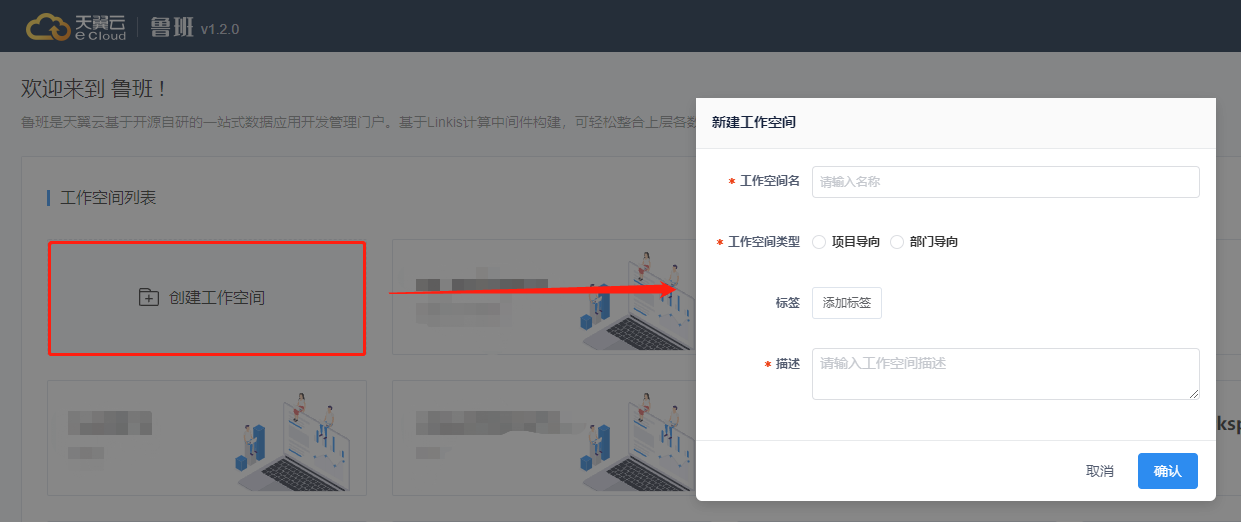 天翼云
e Cloud
鲁班 v1.2.0
欢迎来到 鲁班！
鲁班是天翼云基于开源自研的一站式数据应用开发管理门户。基于Linkis计算中间件构建，可轻松整合上层各数
工作空间列表
创建工作空间
新建工作空间
* 工作空间名
请输入名称
* 工作空间类型
项目导向 部门导向
标签
添加标签
* 描述
请输入工作空间描述
ksp
取消 确认